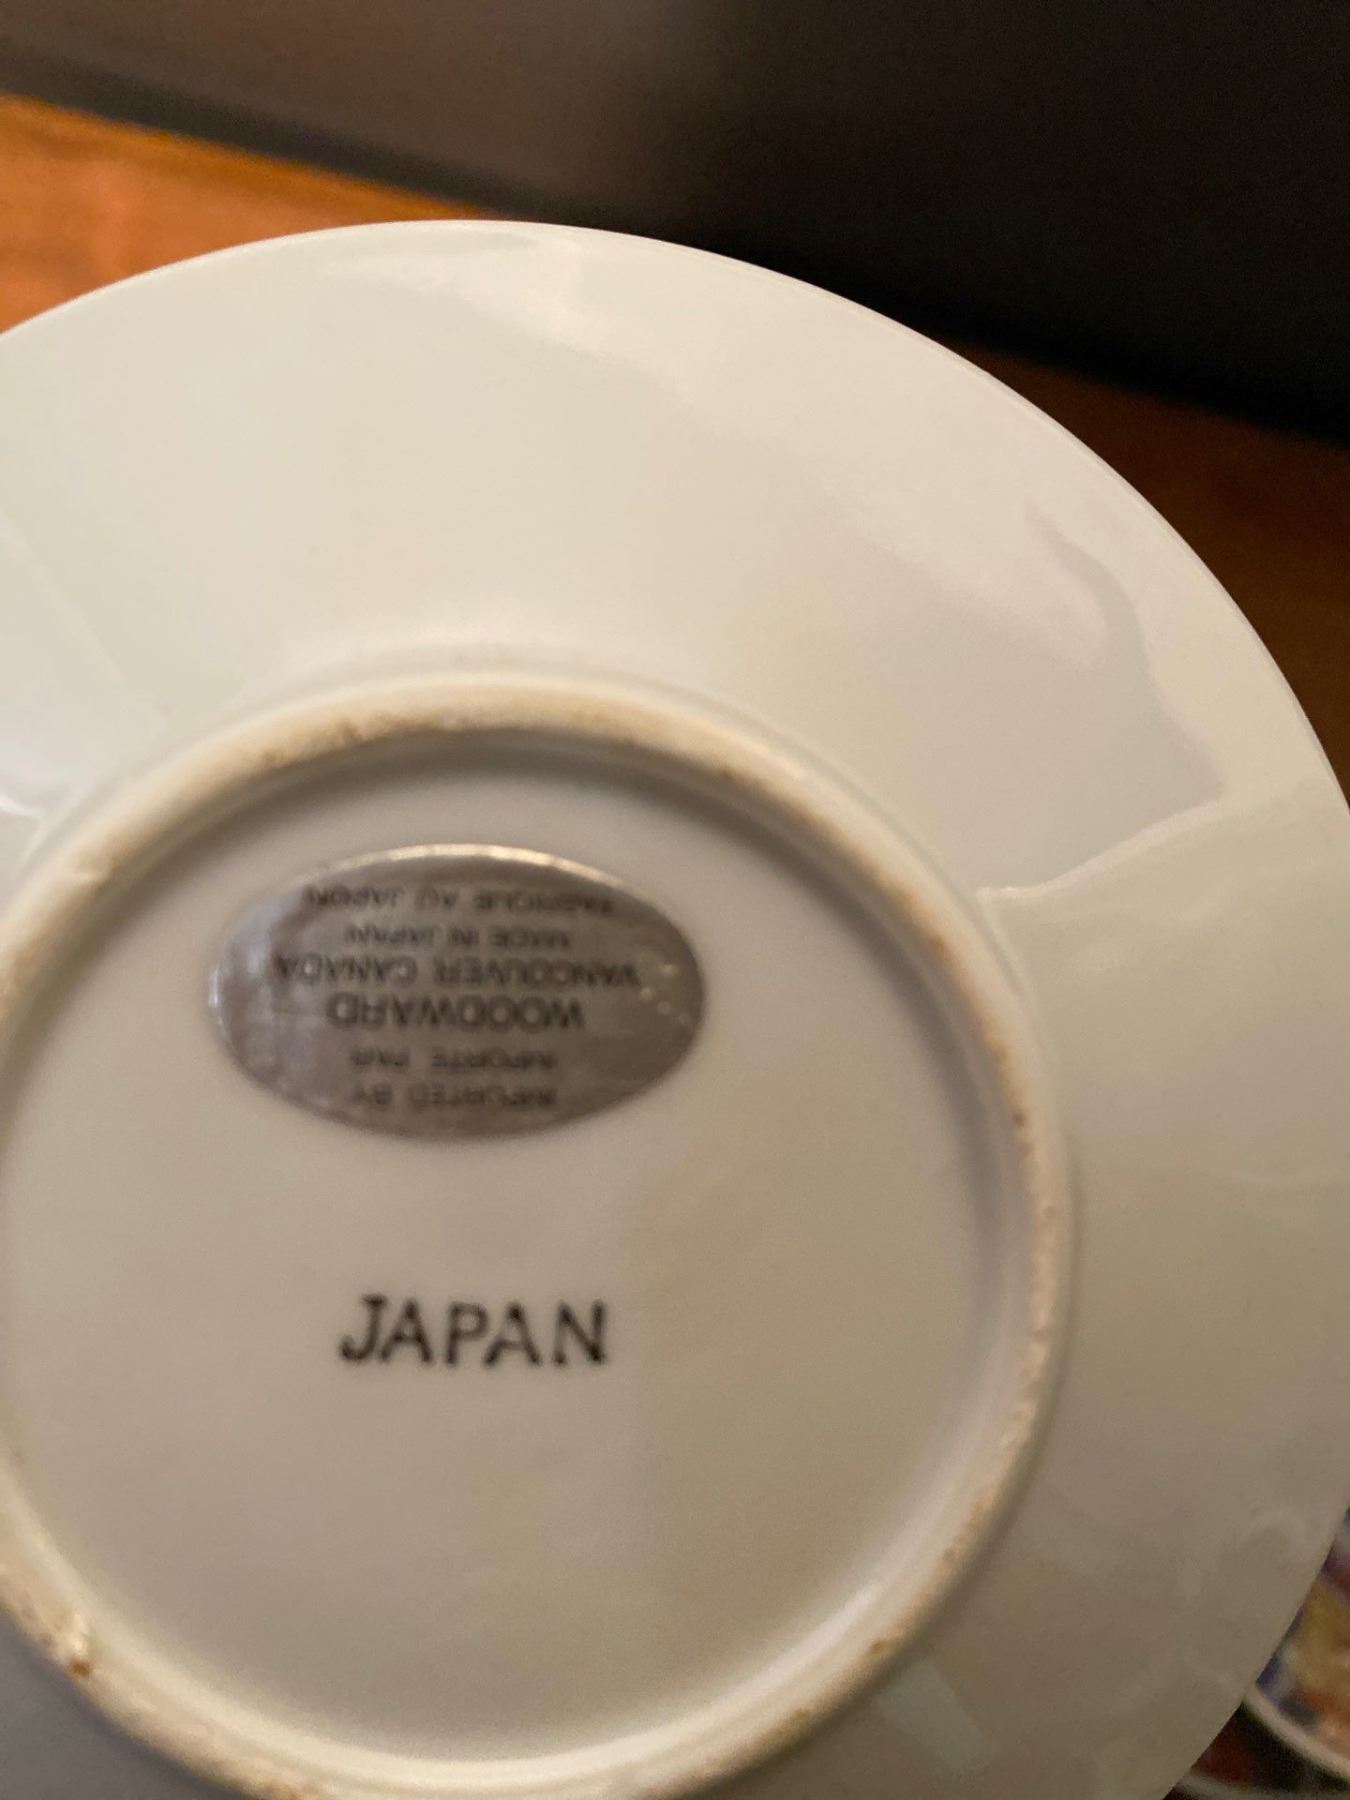 IMPORTED BY
IMPORTE PAR
WOODWARD
VANCOUVER CANADA
MADE IN JAPAN
FABRIQUE AU JAPON
JAPAN